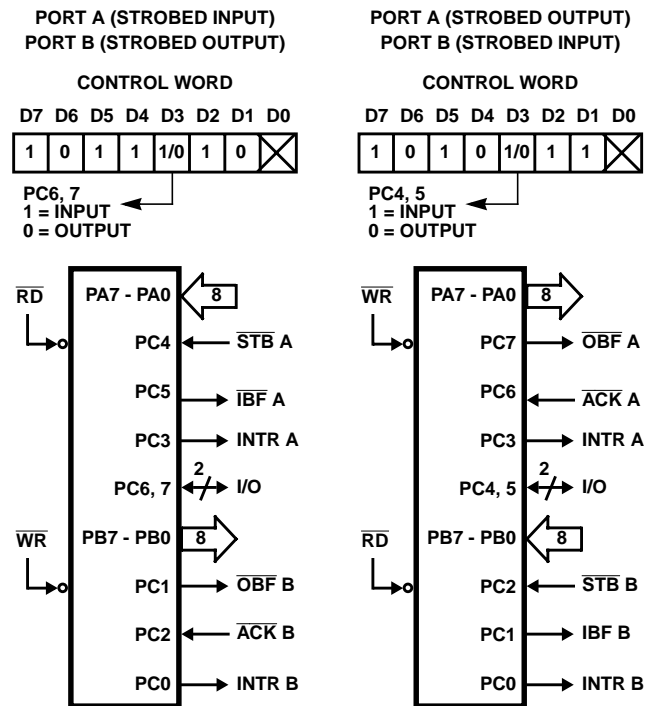 PORT A (STROBED INPUT)
PORT B (STROBED OUTPUT)
CONTROL WORD
D7 D6 D5 D4 D3 D2 D1 D0
1 0 1 1 1/0 1 0
PC6, 7
1 = INPUT
0 = OUTPUT
RD
PA7 - PA0
8
PC4
STB A
PC5
IBF A
PC3
INTR A
PC6, 7
2
I/O
WR
PB7 - PB0
8
PC1
OBF B
PC2
ACK B
PC0
INTR B
PORT A (STROBED OUTPUT)
PORT B (STROBED INPUT)
CONTROL WORD
D7 D6 D5 D4 D3 D2 D1 D0
1 0 1 0 1/0 1 1
PC4, 5
1 = INPUT
0 = OUTPUT
WR
PA7 - PA0
8
PC7
OBF A
PC6
ACK A
PC3
INTR A
PC4, 5
2
I/O
RD
PB7 - PB0
8
PC2
STB B
PC1
IBF B
PC0
INTR B